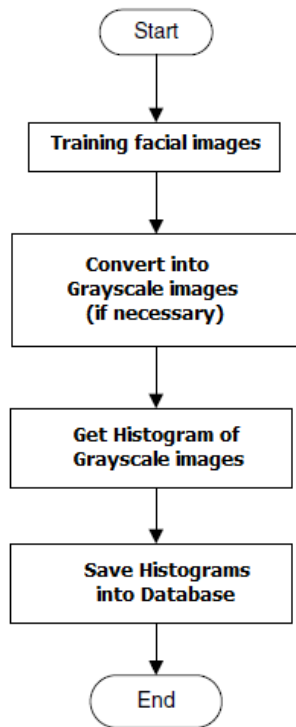 Start
Training facial images
Convert into
Grayscale images
(if necessary)
Get Histogram of
Grayscale images
Save Histograms
into Database
End